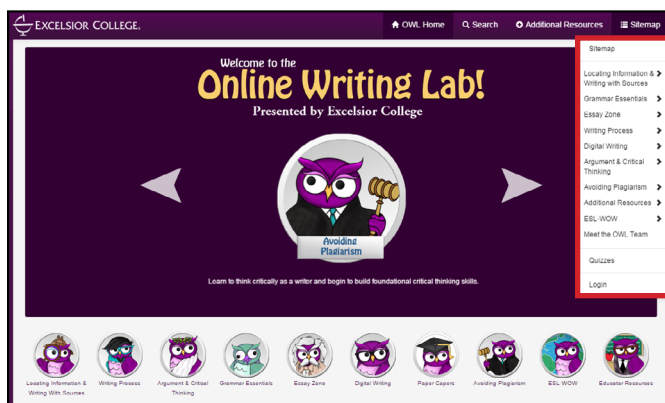 EXCELSIOR COLLEGE.
OWL Home
Search
Additional Resources
Sitemap
Welcome to the
Online Writing Lab!
Presented by Excelsior College
Avoiding
Plagiarism
Learn to think critically as a writer and begin to build foundational critical thinking skills.
Sitemap
Locating Information &
Writing with Sources
Grammar Essentials
Essay Zone
Writing Process
Digital Writing
Argument & Critical
Thinking
Avoiding Plagiarism
Additional Resources
ESL-WOW
Meet the OWL Team
Quizzes
Login
Locating Information &
Writing With Sources
Writing Process
Argument & Critical
Thinking
Grammar Essentials
Essay Zone
Digital Writing
Paper Capers
Avoiding Plagiarism
ESL WOW
Educator Resources